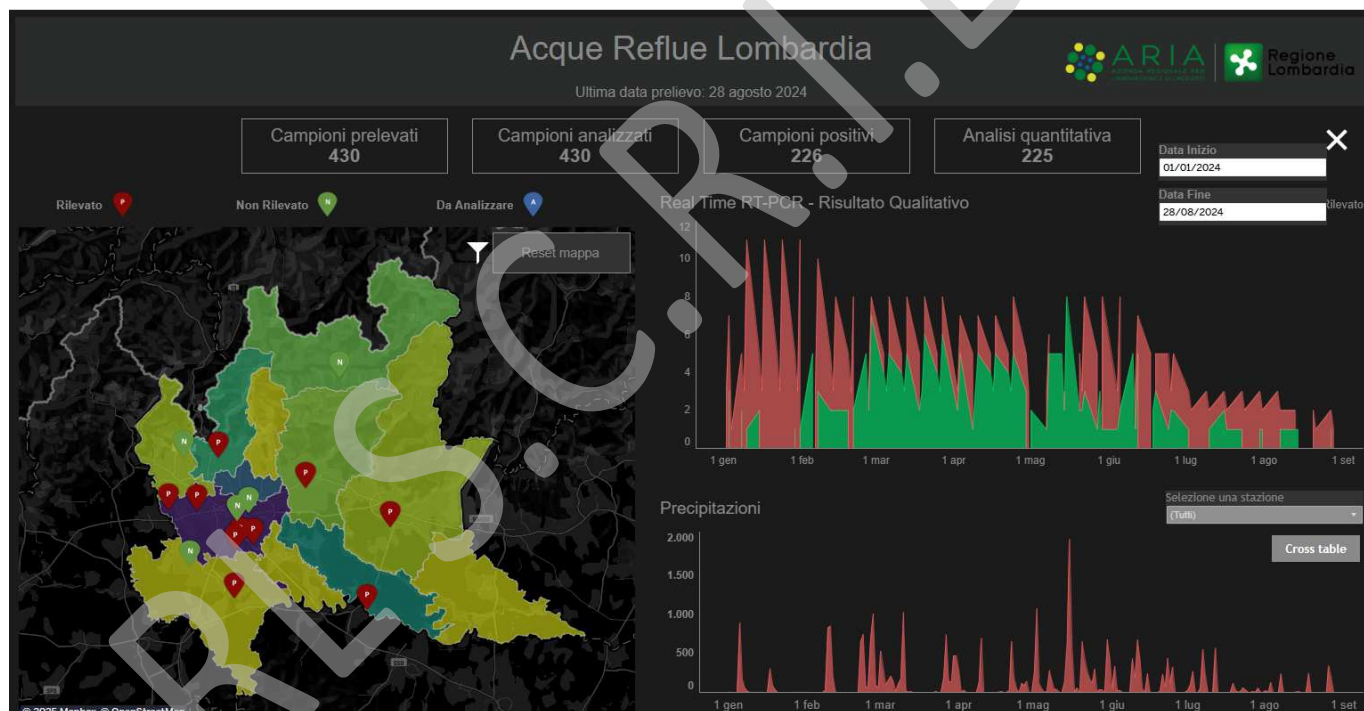 Acque Reflue Lombardia
Ultima data prelievo: 28 agosto 2024
ARIA
Regione
Lombardia
Campioni prelevati
430
Campioni analizzati
430
Campioni positivi
226
Analisi quantitativa
225
Data Inizio
01/01/2024
Data Fine
28/08/2024
Rilevato P
Non Rilevato N
Da Analizzare A
Reset mappa
N
N
P
P
P
P
P
N
N
P
P
N
P
P
© 2025 Mapbox © OpenStreetMap
Real Time RT-PCR - Risultato Qualitativo
ilevato
12
10
8
6
4
2
0
1 gen 1 feb 1 mar 1 apr 1 mag 1 giu 1 lug 1 ago 1 set
Precipitazioni
Selezione una stazione
(Tutti)
Cross table
2.000
1.500
1.000
500
0
1 gen 1 feb 1 mar 1 apr 1 mag 1 giu 1 lug 1 ago 1 set